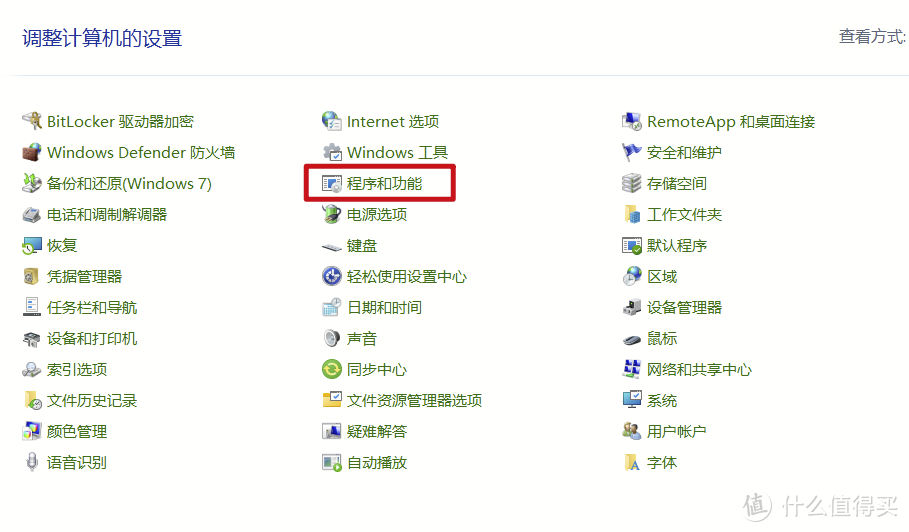 调整计算机的设置
查看方式:
BitLocker 驱动器加密
Internet 选项
RemoteApp 和桌面连接
Windows Defender 防火墙
Windows 工具
安全和维护
备份和还原(Windows 7)
程序和功能
存储空间
电话和调制解调器
电源选项
工作文件夹
恢复
键盘
默认程序
凭据管理器
轻松使用设置中心
区域
任务栏和导航
日期和时间
设备管理器
设备和打印机
声音
鼠标
索引选项
同步中心
网络和共享中心
文件历史记录
文件资源管理器选项
系统
颜色管理
疑难解答
用户帐户
语音识别
自动播放
字体
值 什么值得买